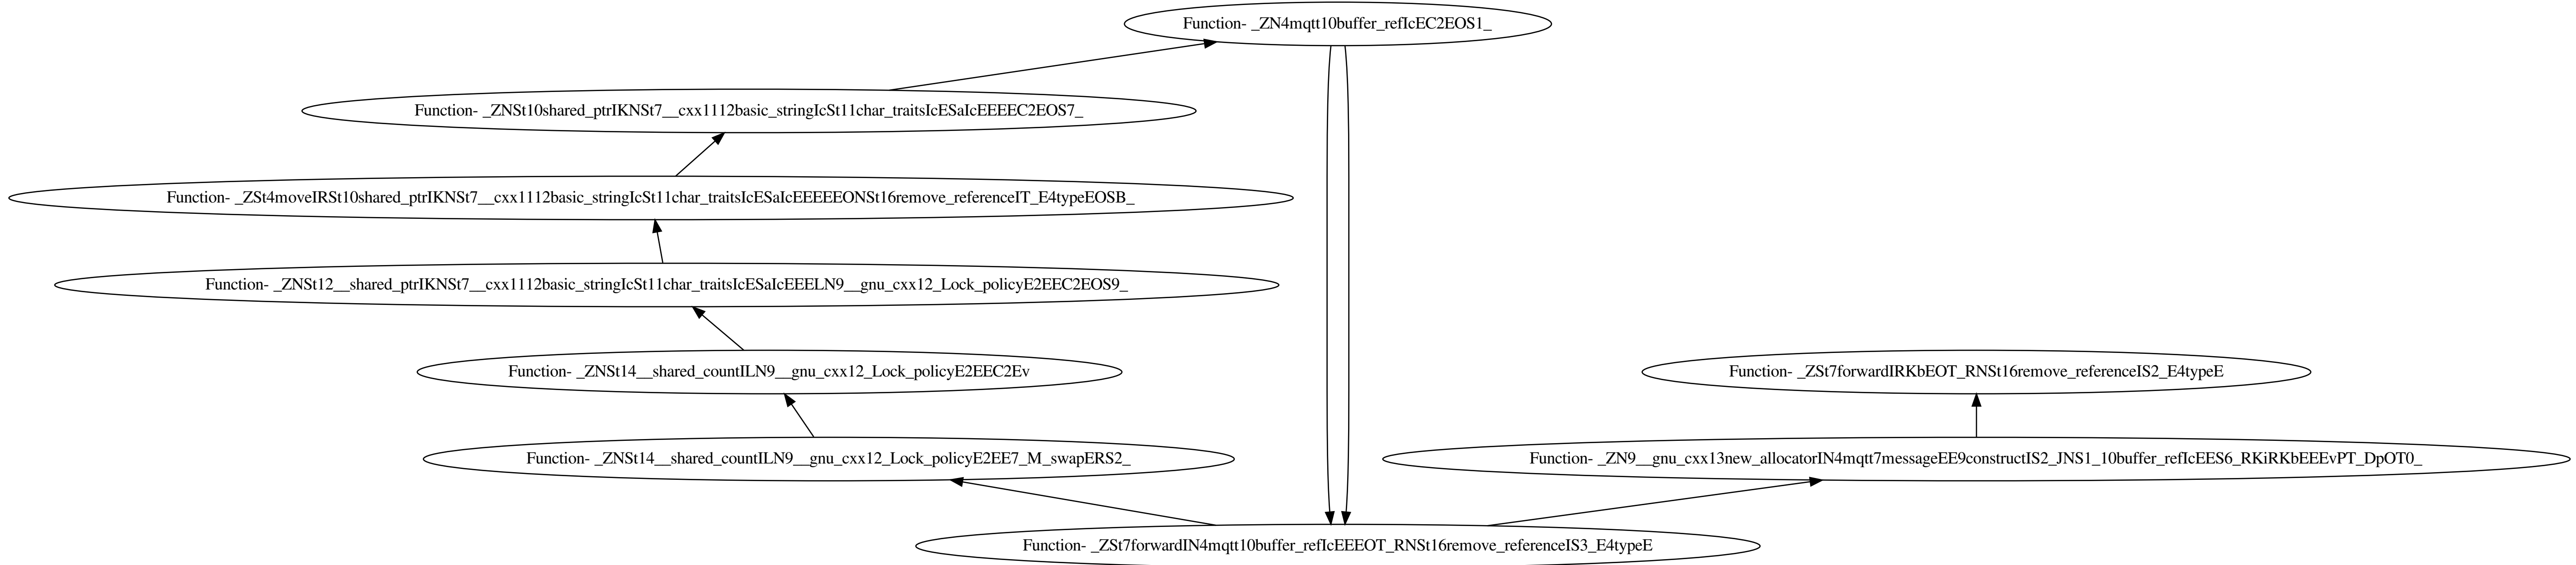 Function- _ZN4mqtt10buffer_refIcEC2EOS1_
Function- _ZNSt10shared_ptrIKNSt7__cxx1112basic_stringIcSt11char_traitsIcESaIcEEEEC2EOS7_
Function- _ZSt4moveIRSt10shared_ptrIKNSt7__cxx1112basic_stringIcSt11char_traitsIcESaIcEEEEEONSt16remove_referenceIT_E4typeEOSB_
Function- _ZNSt12__shared_ptrIKNSt7__cxx1112basic_stringIcSt11char_traitsIcESaIcEEELN9__gnu_cxx12_Lock_policyE2EEC2EOS9_
Function- _ZNSt14__shared_countILN9__gnu_cxx12_Lock_policyE2EEC2Ev
Function- _ZSt7forwardIRKbEOT_RNSt16remove_referenceIS2_E4typeE
Function- _ZNSt14__shared_countILN9__gnu_cxx12_Lock_policyE2EE7_M_swapERS2_
Function- _ZN9__gnu_cxx13new_allocatorIN4mqtt7messageEE9constructIS2_JNS1_10buffer_refIcEES6_RKiRKbEEEvPT_DpOT0_
Function- _ZSt7forwardIN4mqtt10buffer_refIcEEEOT_RNSt16remove_referenceIS3_E4typeE